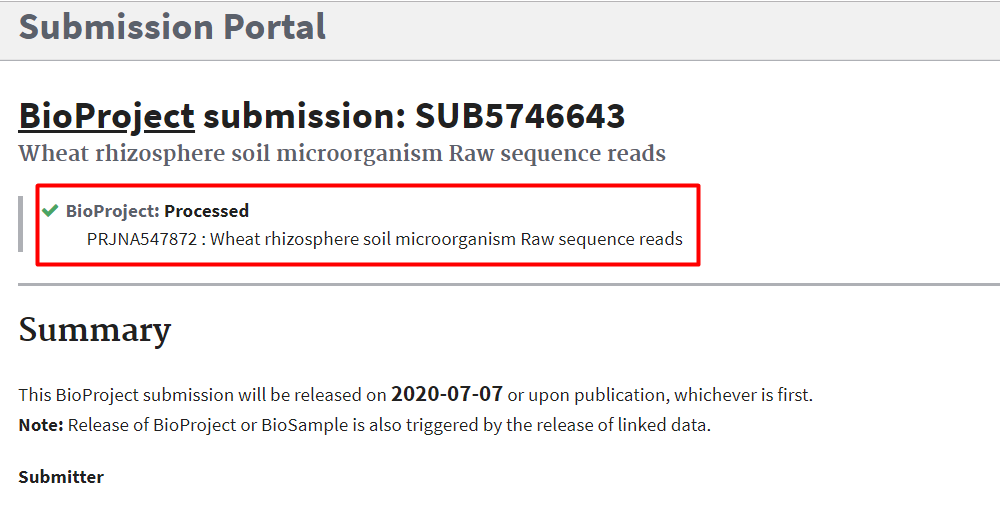 Submission Portal
BioProject submission: SUB5746643
Wheat rhizosphere soil microorganism Raw sequence reads
BioProject: Processed
PRJNA547872 : Wheat rhizosphere soil microorganism Raw sequence reads
Summary
This BioProject submission will be released on 2020-07-07 or upon publication, whichever is first.
Note: Release of BioProject or BioSample is also triggered by the release of linked data.
Submitter